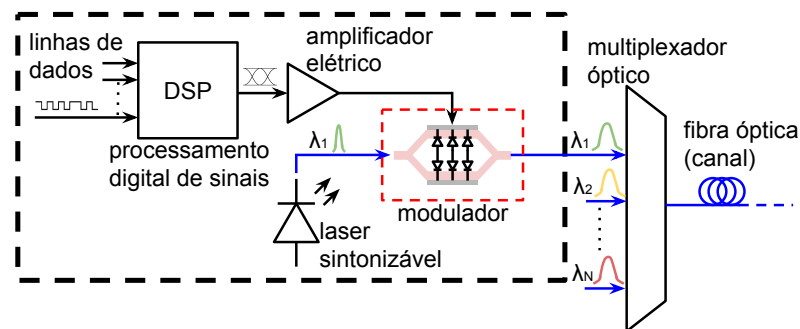 linhas de
dados
DSP
processamento
digital de sinais
amplificador
elétrico
λ1
modulador
laser
sintonizável
multiplexador
óptico
λ1
λ2
λN
fibra óptica
(canal)